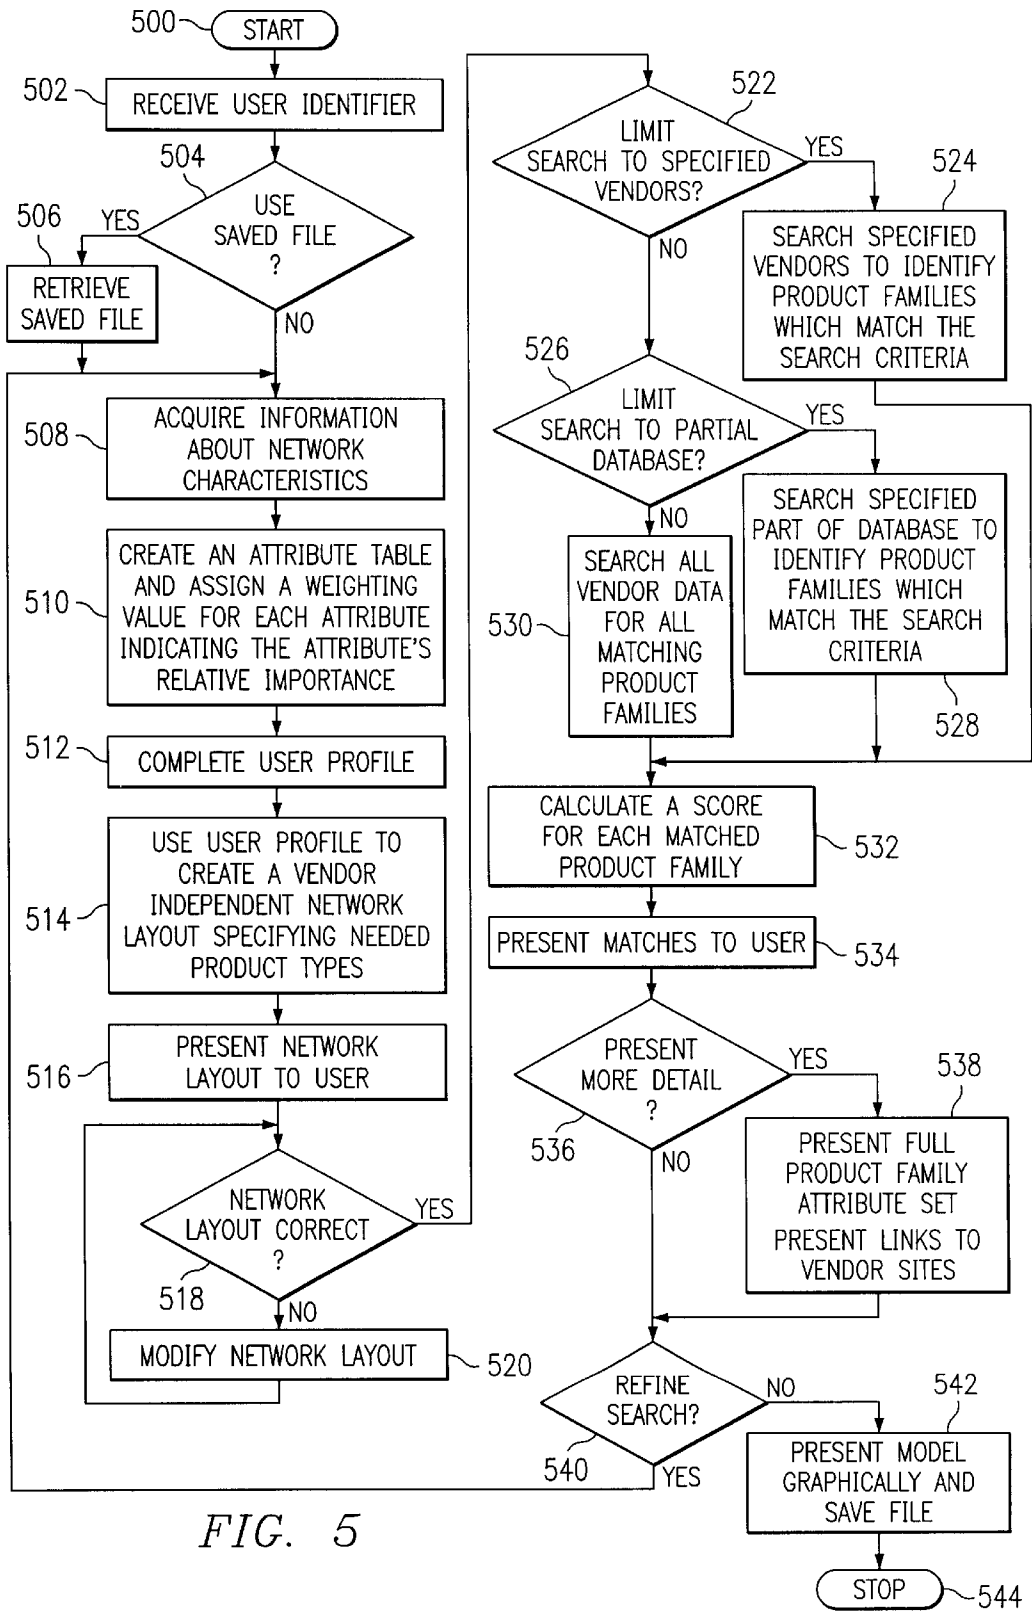 500
START
502
RECEIVE USER IDENTIFIER
504
USE
SAVED FILE
?
YES
NO
506
RETRIEVE
SAVED FILE
508
ACQUIRE INFORMATION
ABOUT NETWORK
CHARACTERISTICS
510
CREATE AN ATTRIBUTE TABLE
AND ASSIGN A WEIGHTING
VALUE FOR EACH ATTRIBUTE
INDICATING THE ATTRIBUTE'S
RELATIVE IMPORTANCE
512
COMPLETE USER PROFILE
514
USE USER PROFILE TO
CREATE A VENDOR
INDEPENDENT NETWORK
LAYOUT SPECIFYING NEEDED
PRODUCT TYPES
516
PRESENT NETWORK
LAYOUT TO USER
NETWORK
LAYOUT CORRECT
?
YES
518
NO
MODIFY NETWORK LAYOUT
520
522
LIMIT
SEARCH TO SPECIFIED
VENDORS?
YES
NO
524
SEARCH SPECIFIED
VENDORS TO IDENTIFY
PRODUCT FAMILIES
WHICH MATCH THE
SEARCH CRITERIA
526
LIMIT
SEARCH TO PARTIAL
DATABASE?
YES
NO
SEARCH SPECIFIED
PART OF DATABASE TO
IDENTIFY PRODUCT
FAMILIES WHICH
MATCH THE SEARCH
CRITERIA
528
530
SEARCH ALL
VENDOR DATA
FOR ALL
MATCHING
PRODUCT
FAMILIES
CALCULATE A SCORE
FOR EACH MATCHED
PRODUCT FAMILY
532
PRESENT MATCHES TO USER
534
PRESENT
MORE DETAIL
?
YES
536
NO
538
PRESENT FULL
PRODUCT FAMILY
ATTRIBUTE SET
PRESENT LINKS TO
VENDOR SITES
REFINE
SEARCH?
NO
540
YES
542
PRESENT MODEL
GRAPHICALLY AND
SAVE FILE
STOP
544
FIG. 5